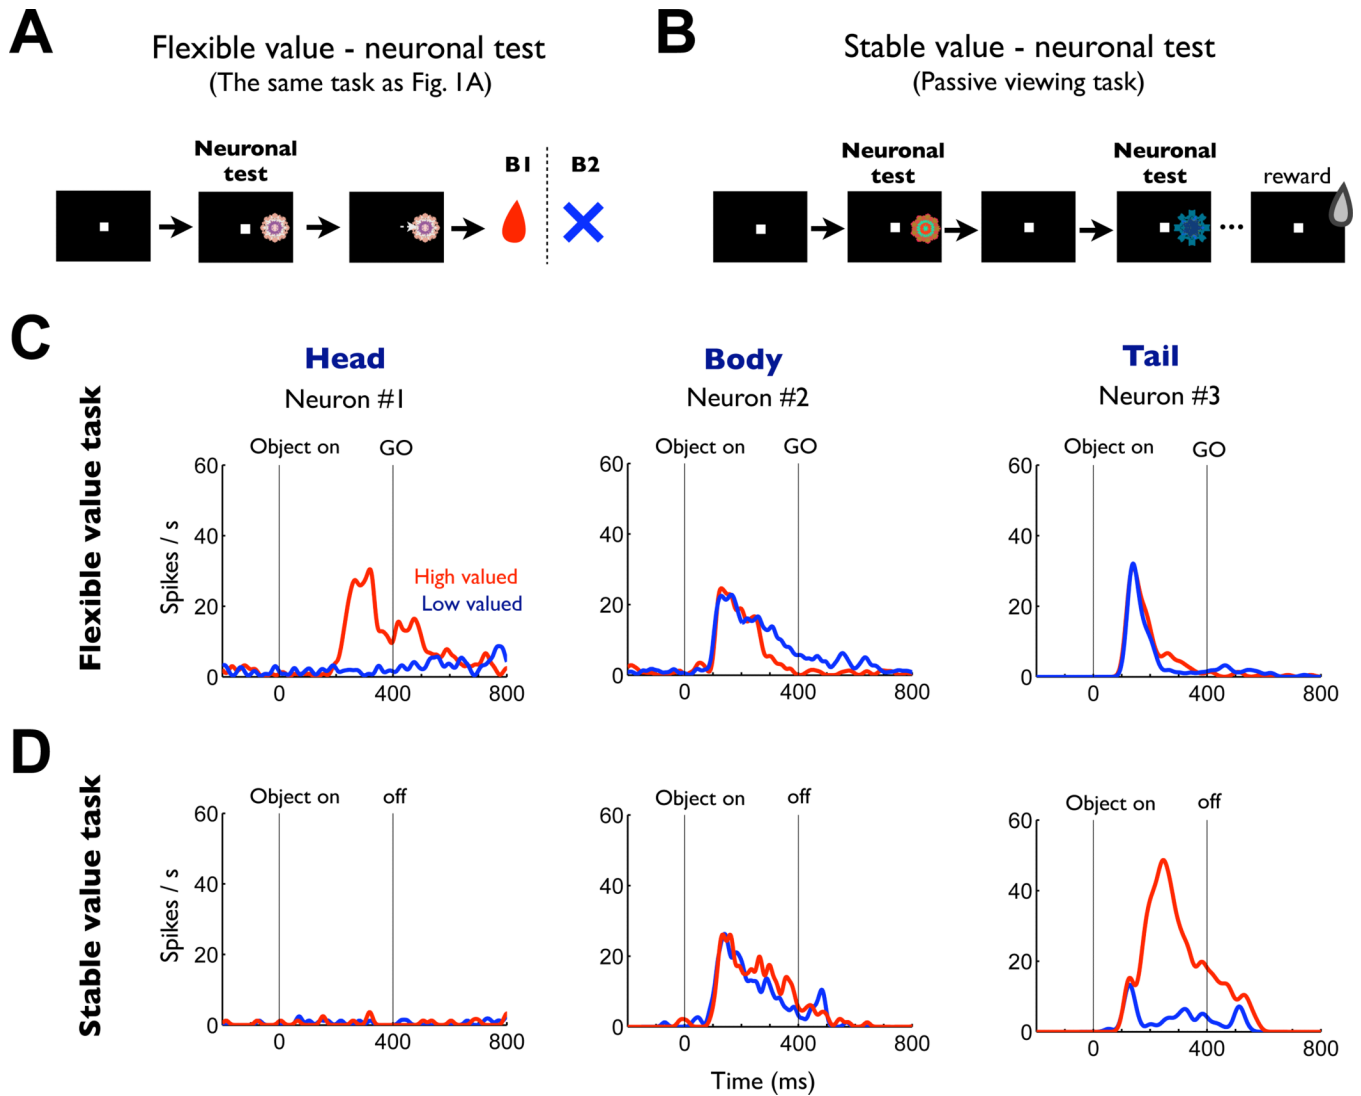 A
Flexible value - neuronal test
(The same task as Fig. 1A)
Neuronal
test
B1
B2
B
Stable value - neuronal test
(Passive viewing task)
Neuronal
test
Neuronal
test
reward
C
Flexible value task
Head
Neuron #1
Object on
GO
60
40
20
0
Spikes / s
High valued
Low valued
0
400
800
Body
Neuron #2
Object on
GO
60
40
20
0
0
400
800
Tail
Neuron #3
Object on
GO
60
40
20
0
0
400
800
D
Stable value task
Object on
off
60
40
20
0
Spikes / s
0
400
800
Object on
off
60
40
20
0
0
400
800
Time (ms)
Object on
off
60
40
20
0
0
400
800